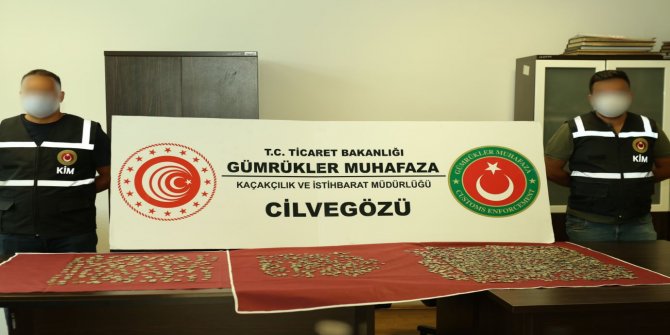 T.C. TİCARET BAKANLIĞI
GÜMRÜKLER MUHAFAZA
KAÇAKÇILIK VE İSTİHBARAT MÜDÜRLÜĞÜ
CİLVEGÖZÜ
GÜMRÜKLER MUHAFAZA
CUSTOMS ENFORCEMENT
KİM
KİM